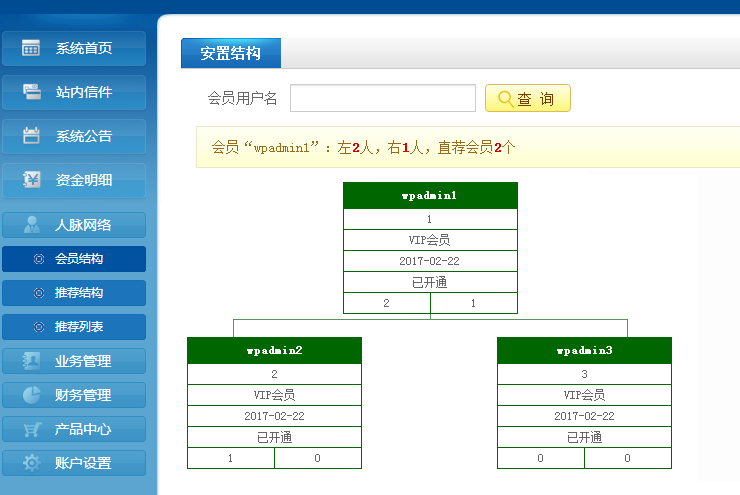 系统首页
站内信件
系统公告
资金明细
人脉网络
会员结构
推荐结构
推荐列表
业务管理
财务管理
产品中心
账户设置
安置结构
会员用户名
查 询
会员“wpadmin1”：左2人，右1人，直荐会员2个
wpadmin1
1
VIP会员
2017-02-22
已开通
2 1
wpadmin2
2
VIP会员
2017-02-22
已开通
1 0
wpadmin3
3
VIP会员
2017-02-22
已开通
0 0